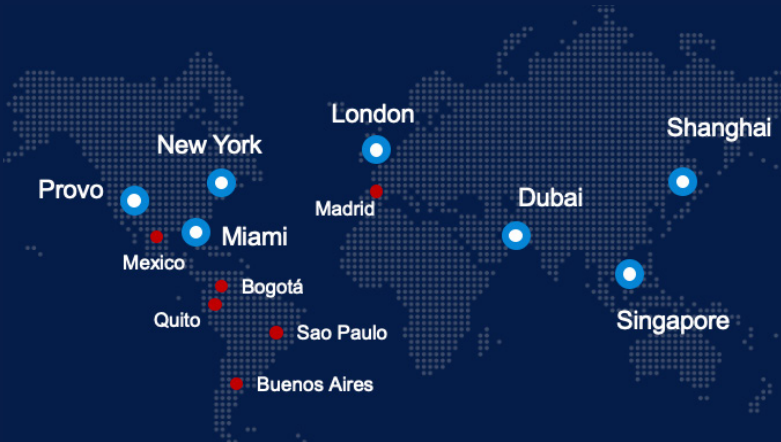 London
Shanghai
New York
Provo
Dubai
Madrid
Miami
Mexico
Bogotá
Quito
Singapore
Sao Paulo
Buenos Aires